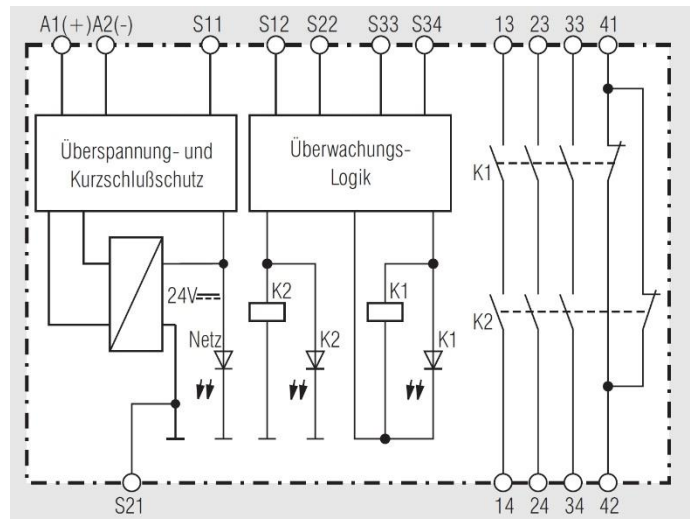 A1(+) A2(-) S11 S12 S22 S33 S34 13 23 33 41
Überspannung- und
Kurzschlußschutz
Überwachungs-
Logik
K1
24V
K2
K1
K2
Netz
K2
K1
S21
14 24 34 42